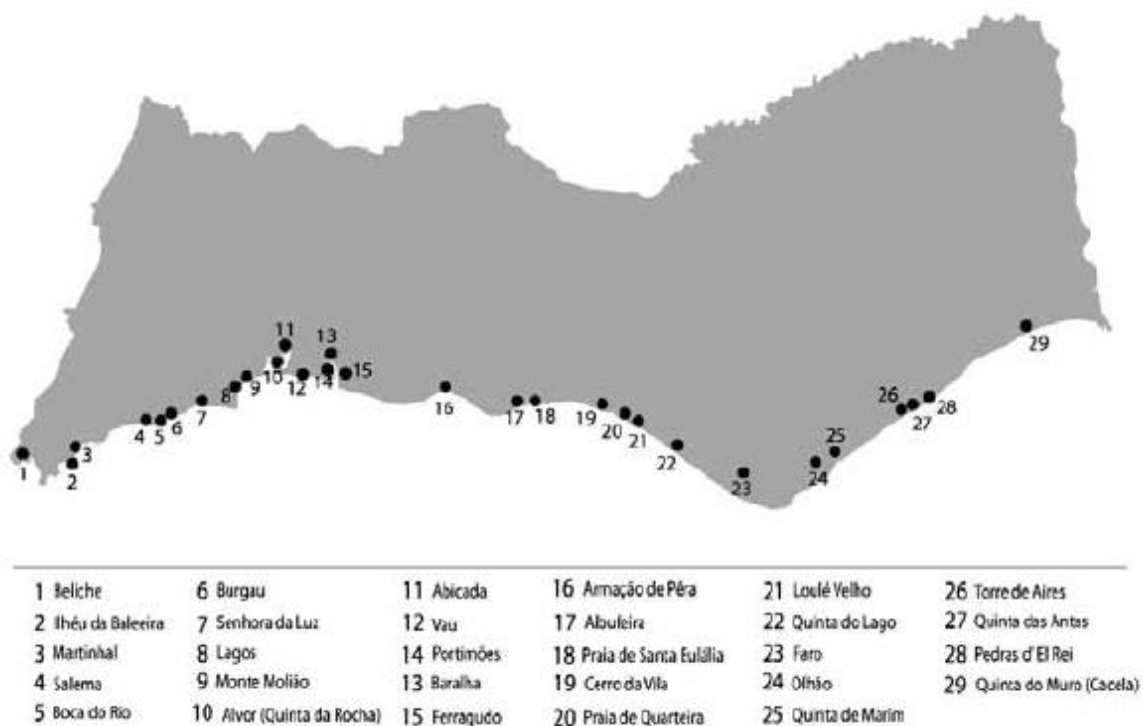 11
13
10
12
14
15
9
8
7
6
5
4
3
2
1
16
17
18
19
20
21
22
23
24
25
26
27
28
29
1 Beliche
2 Ilhéu da Baleeira
3 Martinhal
4 Salema
5 Boca do Rio
6 Burgau
7 Senhora da Luz
8 Lagos
9 Monte Molião
10 Alvor (Quinta da Rocha)
11 Abicada
12 Vau
14 Portimões
13 Baralha
15 Ferragudo
16 Armação de Pêra
17 Albufeira
18 Praia de Santa Eulália
19 Cerro da Vila
20 Praia de Quarteira
21 Loulé Velho
22 Quinta do Lago
23 Faro
24 Olhão
25 Quinta de Marim
26 Torre de Aires
27 Quinta das Antas
28 Pedras d'El Rei
29 Quinta do Muro (Cacela)